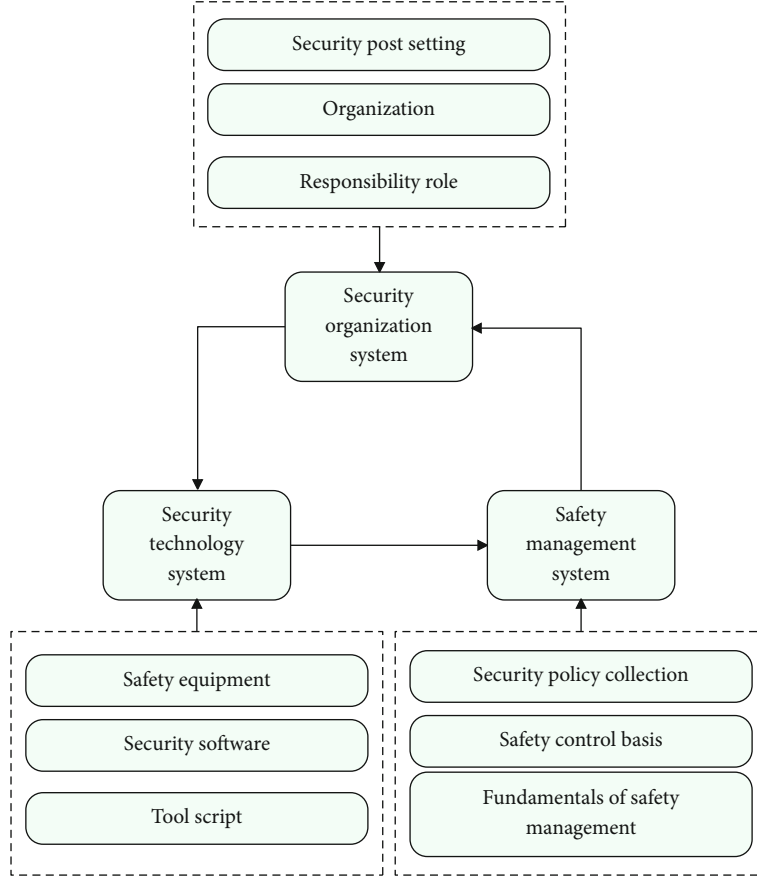 Security post setting
Organization
Responsibility role
Security
organization
system
Security
technology
system
Safety
management
system
Safety equipment
Security software
Tool script
Security policy collection
Safety control basis
Fundamentals of safety
management